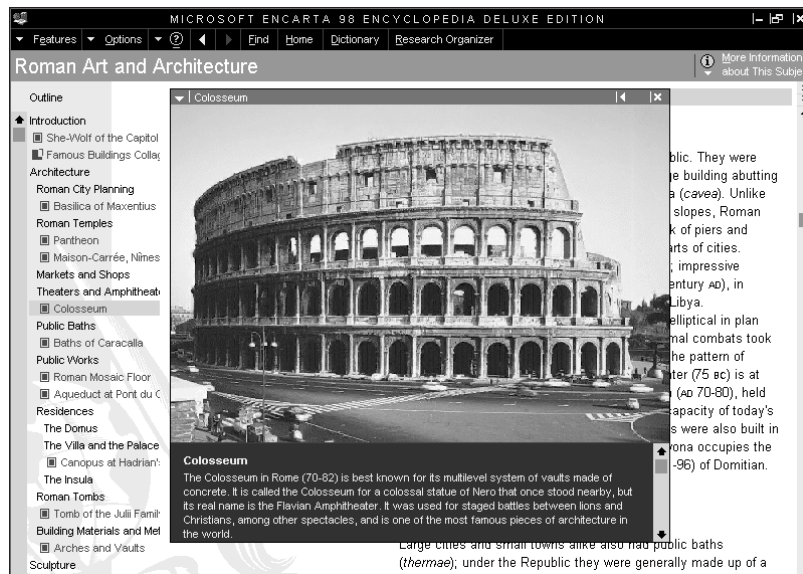 MICROSOFT ENCARTA 98 ENCYCLOPEDIA DELUXE EDITION
Features Options Find Home Dictionary Research Organizer
Roman Art and Architecture
More Information
about This Subje
Outline
Introduction
She-Wolf of the Capitol
Famous Buildings Collag
Architecture
Roman City Planning
Basilica of Maxentius
Roman Temples
Pantheon
Maison-Carrée, Nîmes
Markets and Shops
Theaters and Amphitheat
Colosseum
Public Baths
Baths of Caracalla
Public Works
Roman Mosaic Floor
Aqueduct at Pont du G
Residences
The Domus
The Villa and the Palace
Canopus at Hadrian's
The Insula
Roman Tombs
Tomb of the Julii Famil
Building Materials and Met
Arches and Vaults
Sculpture
Colosseum
Colosseum
The Colosseum in Rome (70-82) is best known for its multilevel system of vaults made of
concrete. It is called the Colosseum for a colossal statue of Nero that once stood nearby, but
its real name is the Flavian Amphitheater. It was used for staged battles between lions and
Christians, among other spectacles, and is one of the most famous pieces of architecture in
the world.
blic. They were
ge building abutting
a (cavea). Unlike
slopes, Roman
k of piers and
arts of cities.
; impressive
entury AD), in
Libya.
elliptical in plan
mal combats took
he pattern of
ter (75 BC) is at
(AD 70-80), held
capacity of today's
s were also built in
vona occupies the
-96) of Domitian.
Large cities and small towns alike also had public baths
(thermae); under the Republic they were generally made up of a